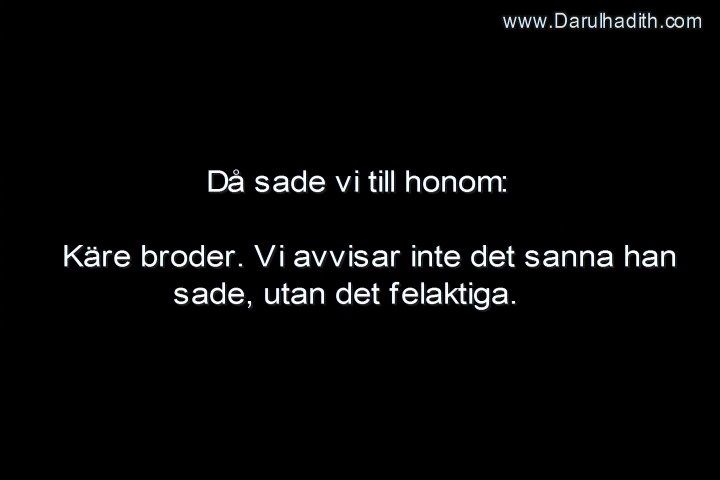 www.Darulhadith.com
Då sade vi till honom:
Käre broder. Vi avvisar inte det sanna han
sade, utan det felaktiga.